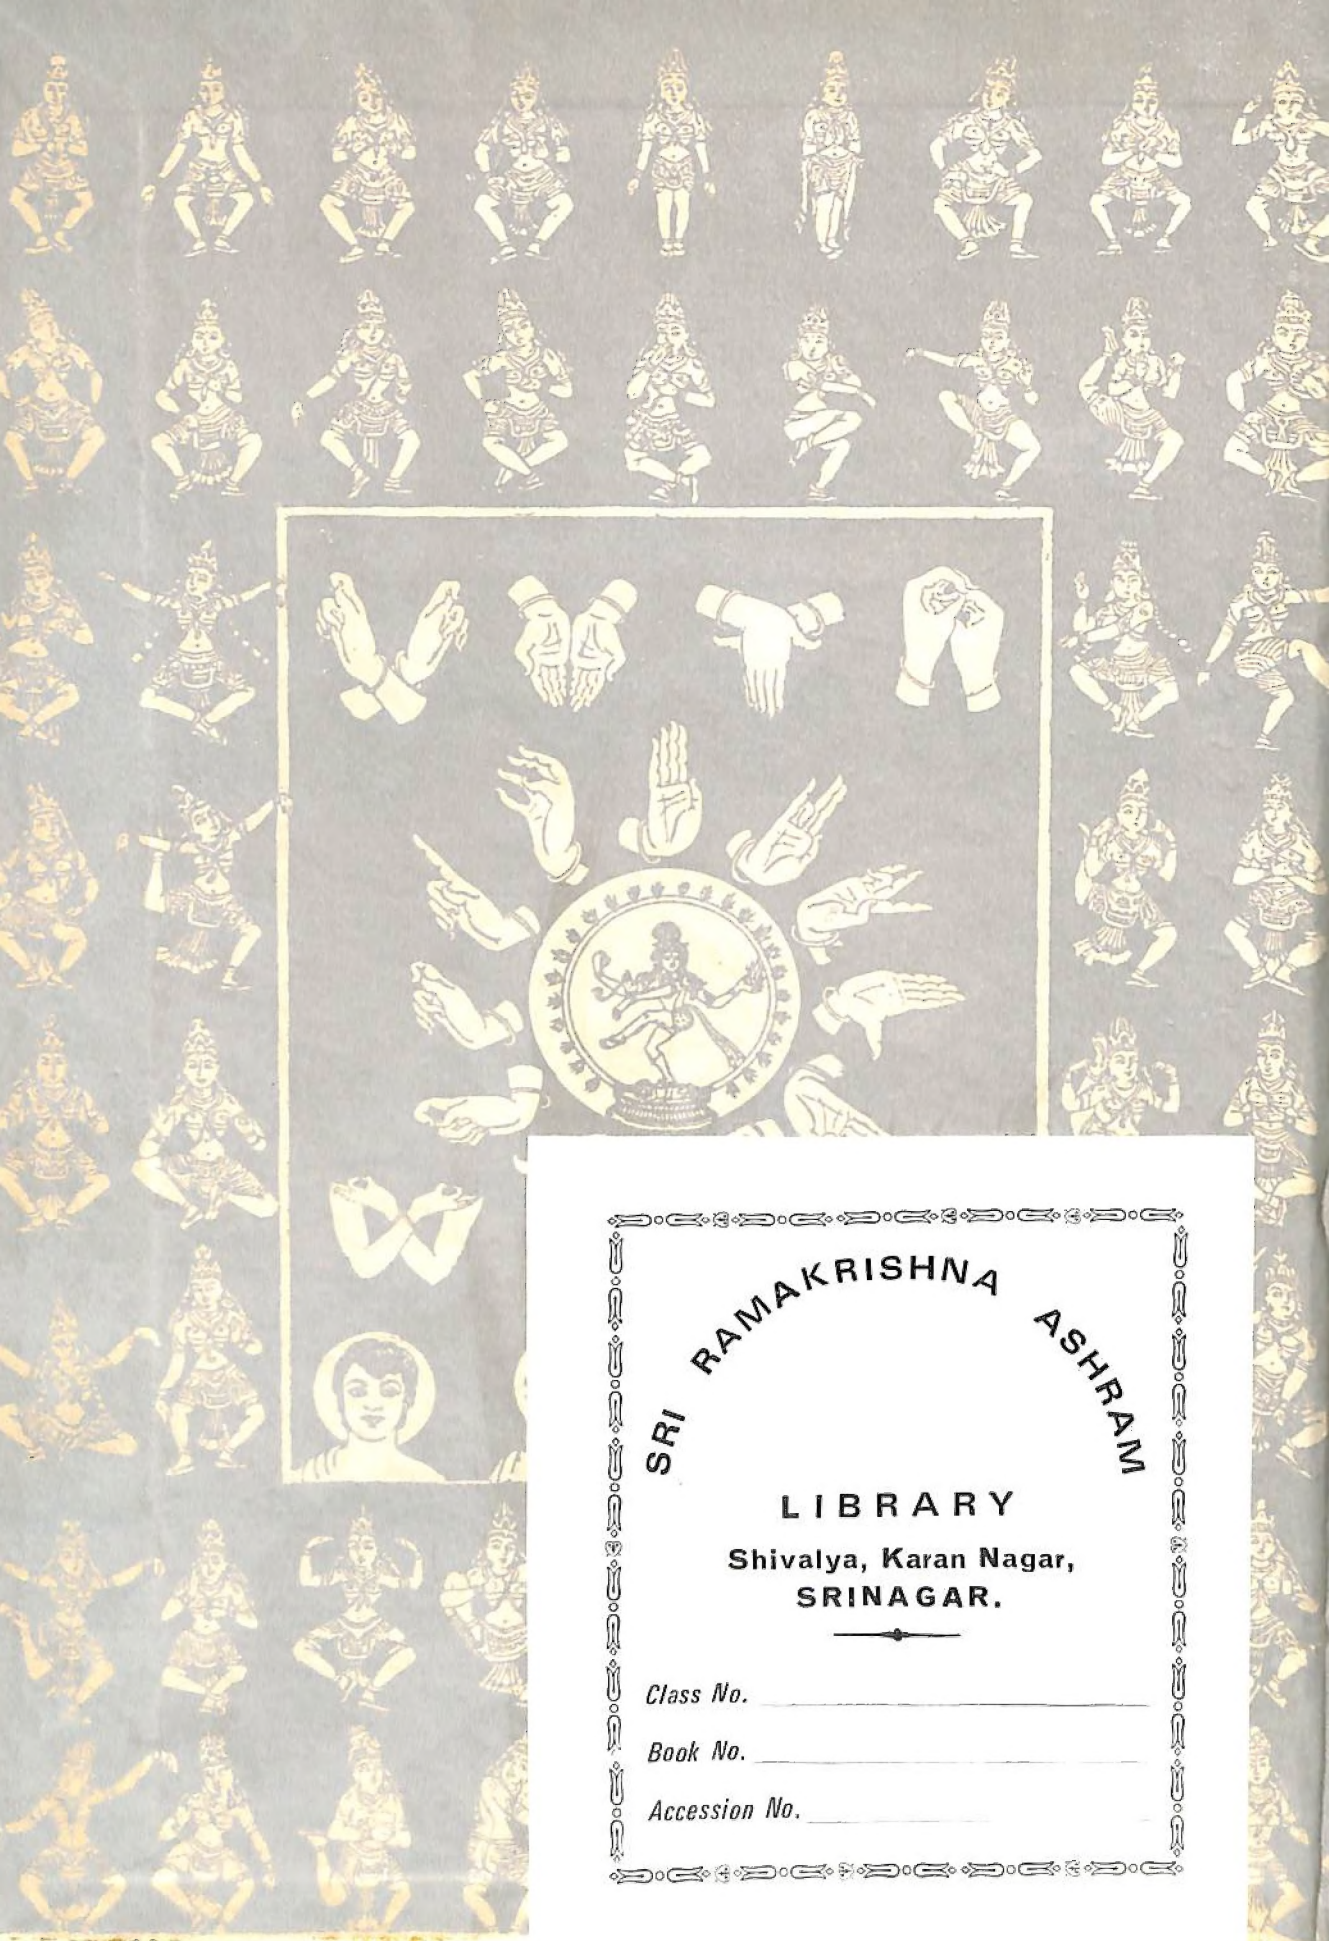 SRI RAMAKRISHNA ASHRAM
LIBRARY
Shivalya, Karan Nagar,
SRINAGAR.
Class No.
Book No.
Accession No.